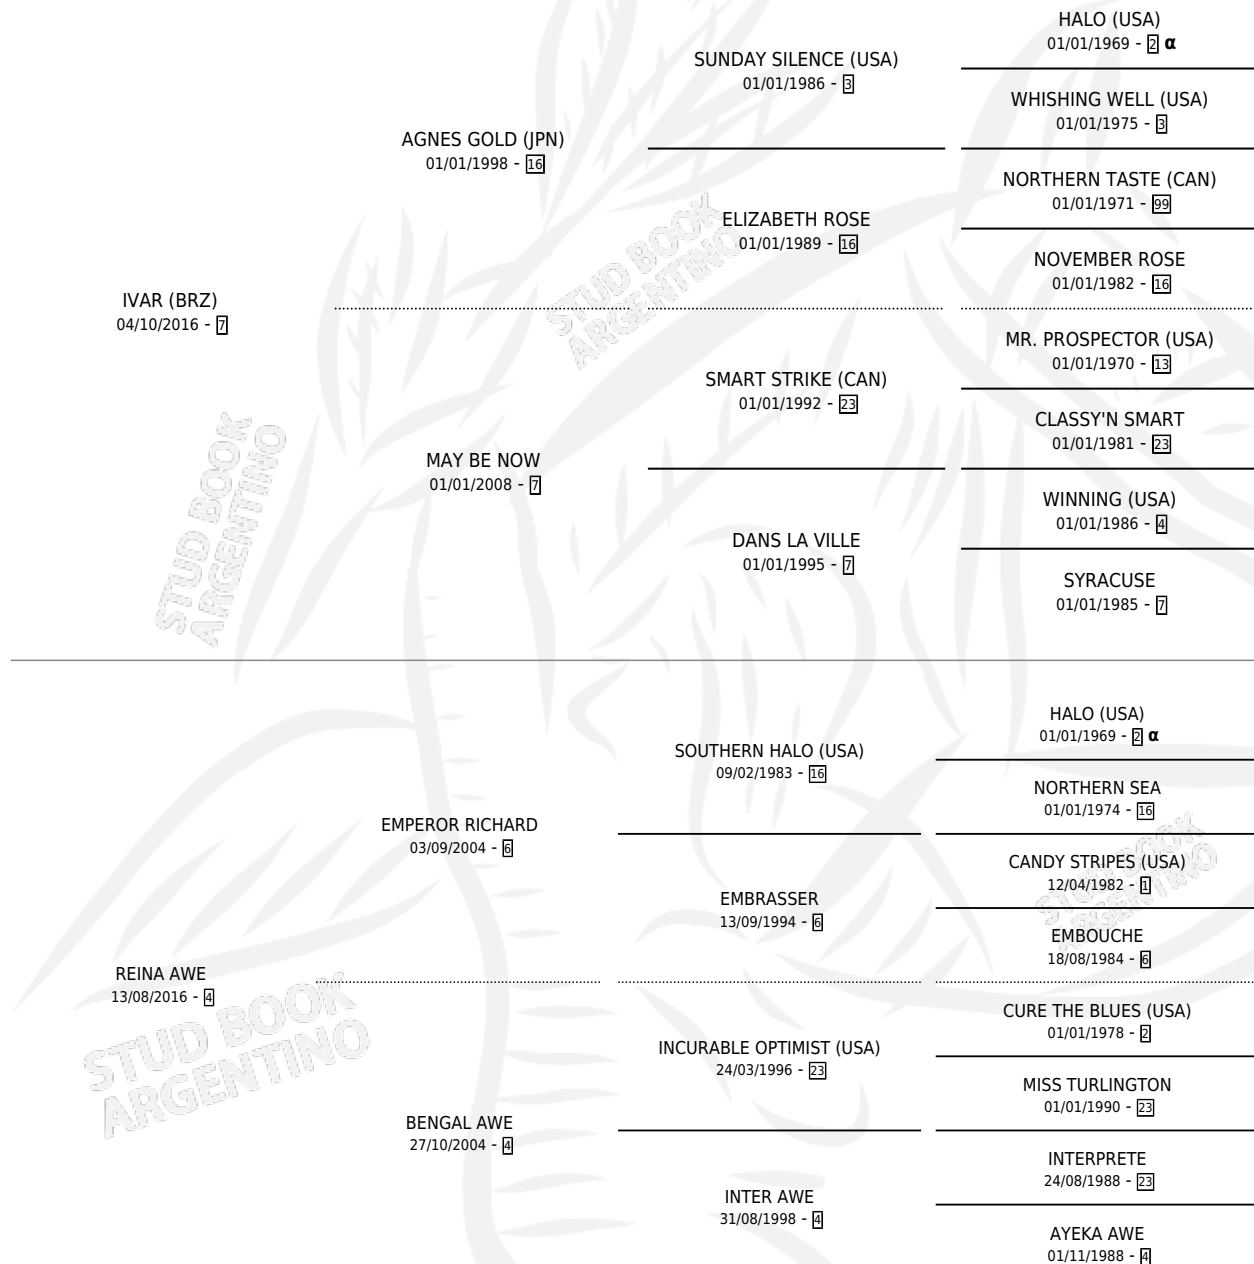 HALO (USA)
01/01/1969 - 2 α
SUNDAY SILENCE (USA)
01/01/1986 - 3
WHISHING WELL (USA)
01/01/1975 - 3
AGNES GOLD (JPN)
01/01/1998 - 16
NORTHERN TASTE (CAN)
01/01/1971 - 99
ELIZABETH ROSE
01/01/1989 - 16
NOVEMBER ROSE
01/01/1982 - 16
IVAR (BRZ)
04/10/2016 - 7
MR. PROSPECTOR (USA)
01/01/1970 - 13
SMART STRIKE (CAN)
01/01/1992 - 23
CLASSY'N SMART
01/01/1981 - 23
MAY BE NOW
01/01/2008 - 7
WINNING (USA)
01/01/1986 - 4
DANS LA VILLE
01/01/1995 - 7
SYRACUSE
01/01/1985 - 7
HALO (USA)
01/01/1969 - 2 α
SOUTHERN HALO (USA)
09/02/1983 - 16
NORTHERN SEA
01/01/1974 - 16
EMPEROR RICHARD
03/09/2004 - 6
CANDY STRIPES (USA)
12/04/1982 - 1
EMBRASSER
13/09/1994 - 6
EMBOUCHE
18/08/1984 - 6
REINA AWE
13/08/2016 - 4
CURE THE BLUES (USA)
01/01/1978 - 2
INCURABLE OPTIMIST (USA)
24/03/1996 - 23
MISS TURLINGTON
01/01/1990 - 23
BENGAL AWE
27/10/2004 - 4
INTERPRETE
24/08/1988 - 23
INTER AWE
31/08/1998 - 4
AYEKA AWE
01/11/1988 - 4
STUD BOOK
ARGENTINO
STUD BOOK
ARGENTINO
STUD BOOK
ARGENTINO
STUD BOOK
ARGENTINO